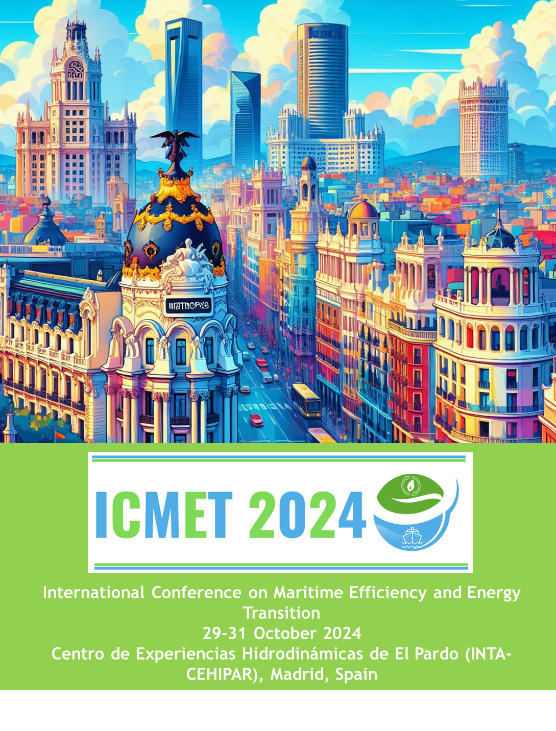 ICMET 2024
International Conference on Maritime Efficiency and Energy
Transition
29-31 October 2024
Centro de Experiencias Hidrodinámicas de El Pardo (INTA-
CEHIPAR), Madrid, Spain